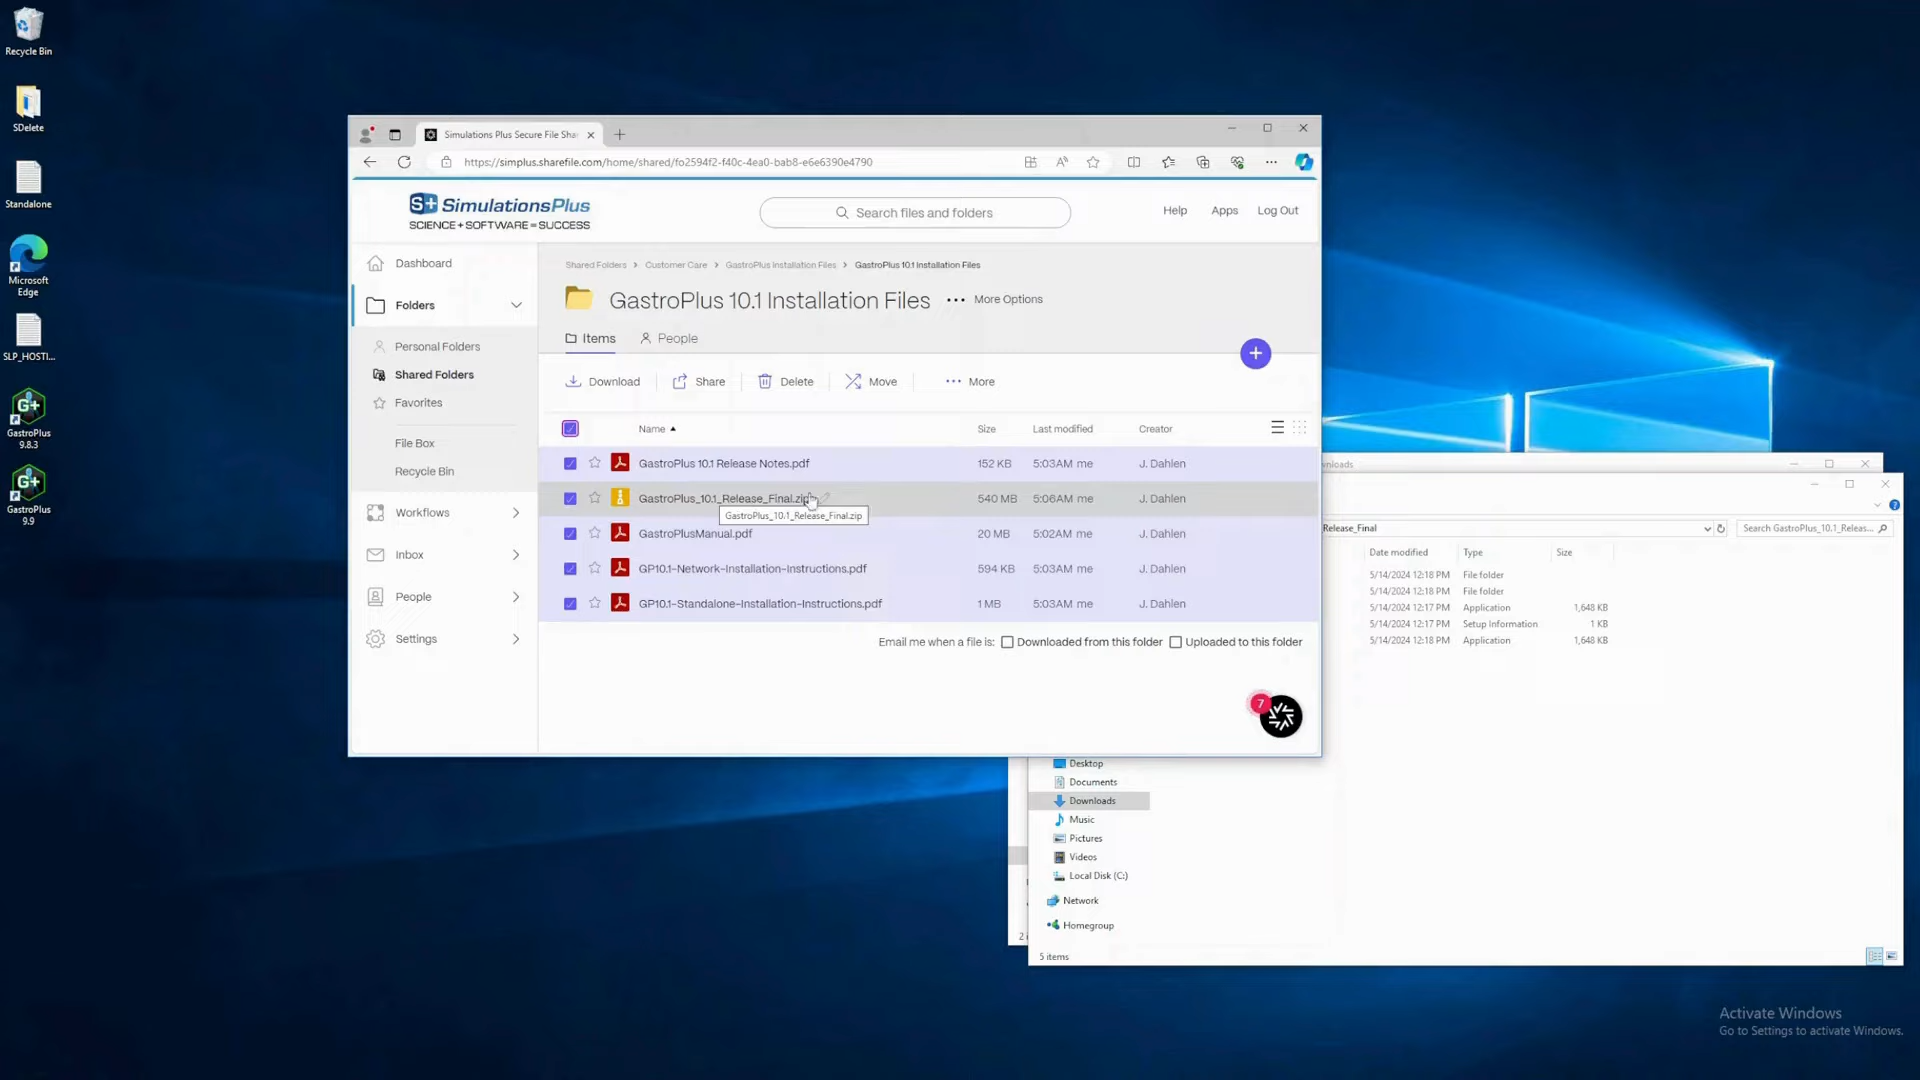 Recycle Bin
SDelete
Standalone
Microsoft
Edge
SLP_HOSTI...
GastroPlus
9.8.3
GastroPlus
9.9
Simulations Plus Secure File Sha
https://simplus.sharefile.com/home/shared/fo2594f2-f40c-4ea0-bab8-e6e6390e4790
S+ SimulationsPlus
SCIENCE + SOFTWARE = SUCCESS
Search files and folders
Help
Apps
Log Out
Dashboard
Folders
Personal Folders
Shared Folders
Favorites
File Box
Recycle Bin
Workflows
Inbox
People
Settings
Shared Folders > Customer Care > GastroPlus Installation Files > GastroPlus 10.1 Installation Files
GastroPlus 10.1 Installation Files
More Options
Items
People
Download
Share
Delete
Move
More
Name Size Last modified Creator
GastroPlus 10.1 Release Notes.pdf 152 KB 5:03AM me J. Dahlen
GastroPlus_10.1_Release_Final.zip 540 MB 5:06AM me J. Dahlen
GastroPlus_10.1_Release_Final.zip
GastroPlusManual.pdf 20 MB 5:02AM me J. Dahlen
GP10.1-Network-Installation-Instructions.pdf 594 KB 5:03AM me J. Dahlen
GP10.1-Standalone-Installation-Instructions.pdf 1 MB 5:03AM me J. Dahlen
Email me when a file is: Downloaded from this folder Uploaded to this folder
7
nloads
Release_Final
Search GastroPlus_10.1_Releas...
Date modified Type Size
5/14/2024 12:18 PM File folder
5/14/2024 12:18 PM File folder
5/14/2024 12:17 PM Application 1,648 KB
5/14/2024 12:17 PM Setup Information 1 KB
5/14/2024 12:18 PM Application 1,648 KB
Desktop
Documents
Downloads
Music
Pictures
Videos
Local Disk (C:)
Network
Homegroup
2 i
5 items
Activate Windows
Go to Settings to activate Windows.